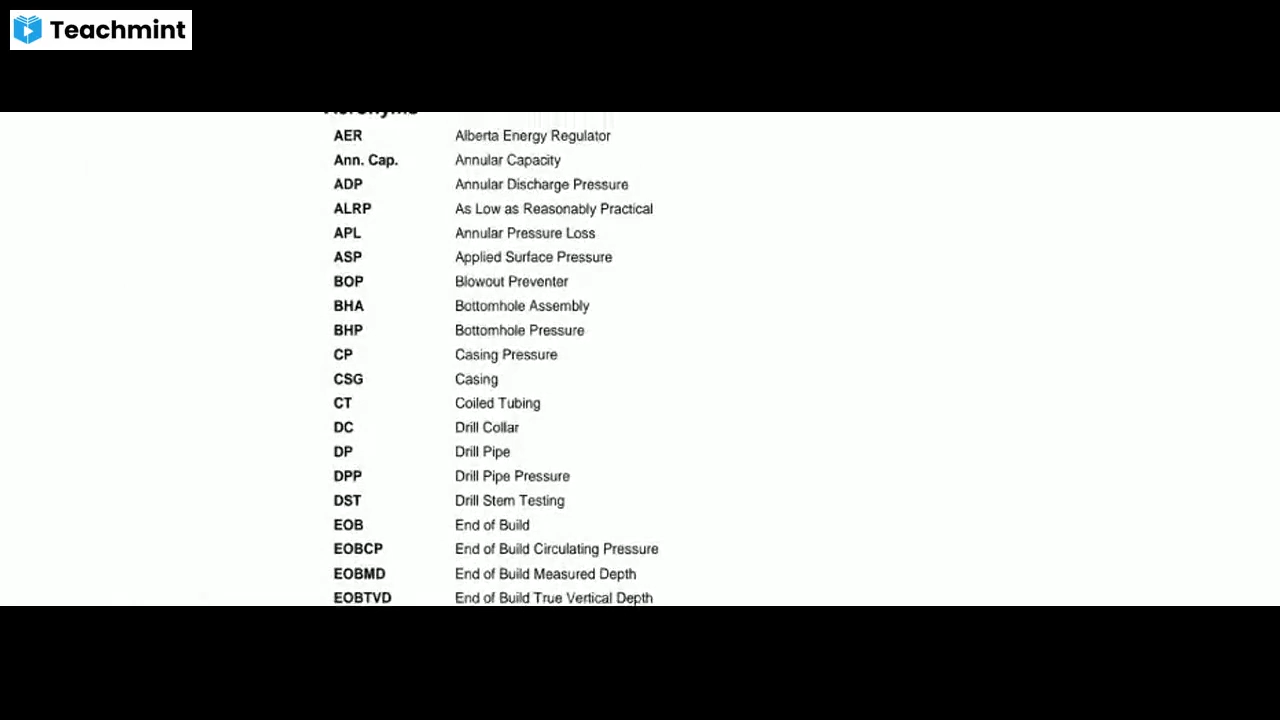 Teachmint
Acronyms
AER Alberta Energy Regulator
Ann. Cap. Annular Capacity
ADP Annular Discharge Pressure
ALRP As Low as Reasonably Practical
APL Annular Pressure Loss
ASP Applied Surface Pressure
BOP Blowout Preventer
BHA Bottomhole Assembly
BHP Bottomhole Pressure
CP Casing Pressure
CSG Casing
CT Coiled Tubing
DC Drill Collar
DP Drill Pipe
DPP Drill Pipe Pressure
DST Drill Stem Testing
EOB End of Build
EOBCP End of Build Circulating Pressure
EOBMD End of Build Measured Depth
EOBTVD End of Build True Vertical Depth